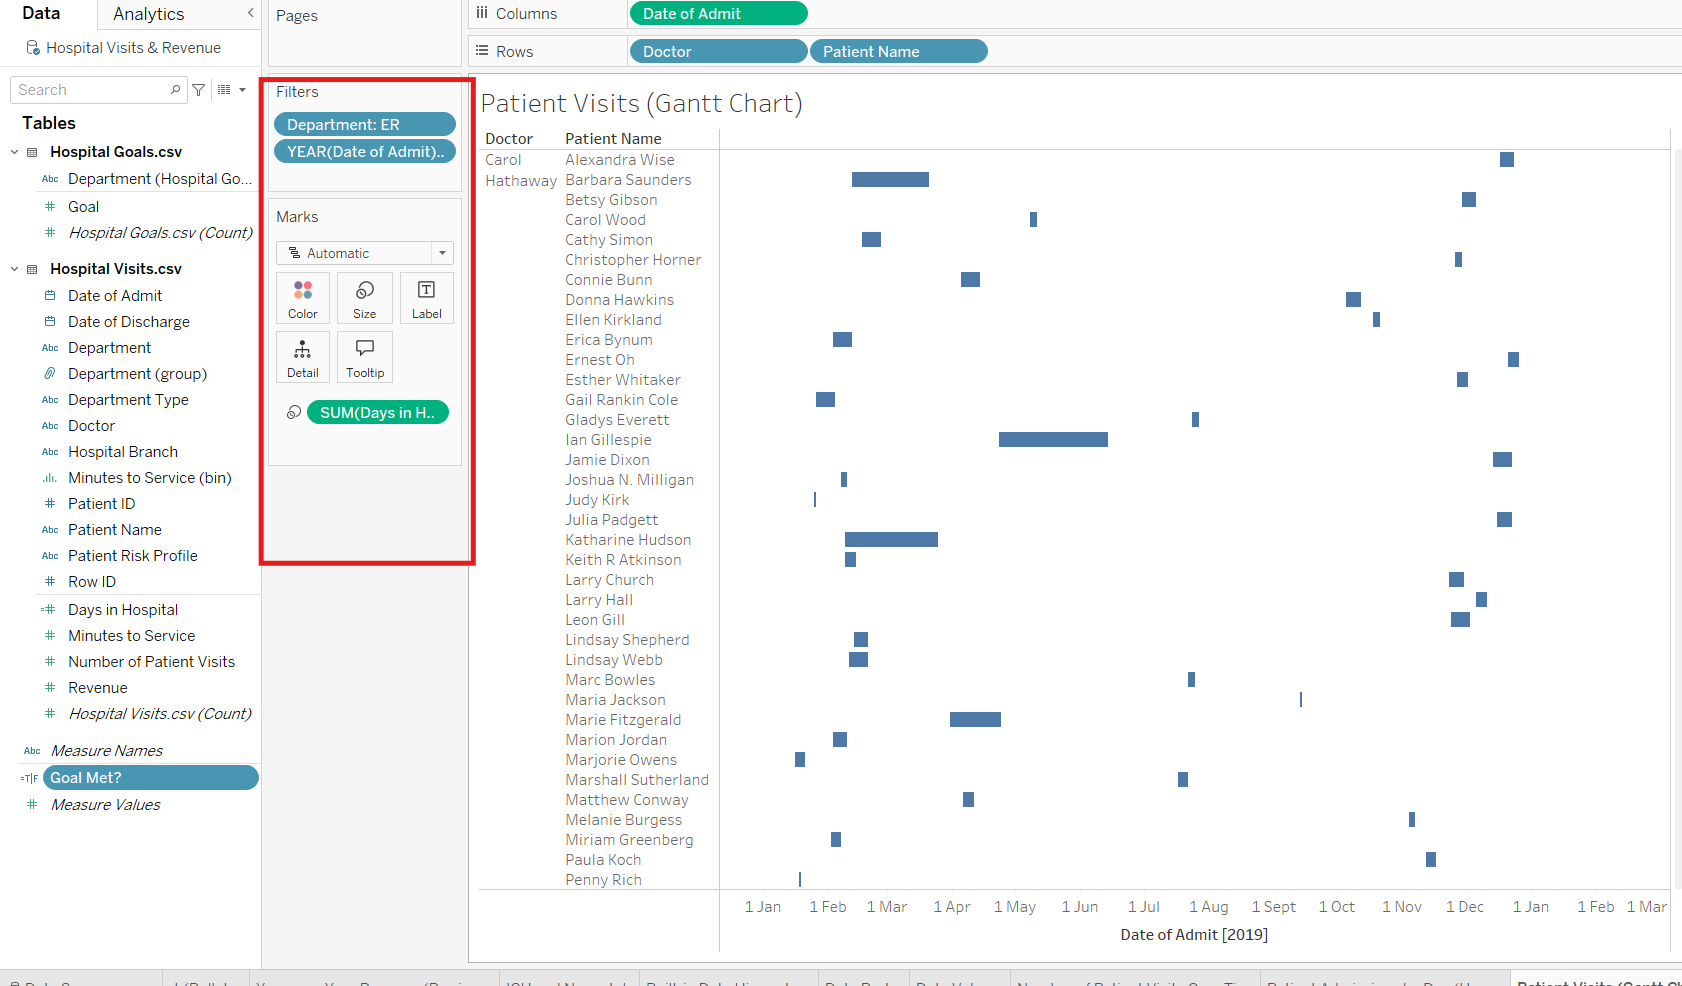 Data
Analytics
Hospital Visits & Revenue
Search
Tables
Hospital Goals.csv
Abc Department (Hospital Go...
Goal
Hospital Goals.csv (Count)
Hospital Visits.csv
Date of Admit
Date of Discharge
Abc Department
Department (group)
Abc Department Type
Abc Doctor
Abc Hospital Branch
Minutes to Service (bin)
Patient ID
Abc Patient Name
Abc Patient Risk Profile
Row ID
Days in Hospital
Minutes to Service
Number of Patient Visits
Revenue
Hospital Visits.csv (Count)
Abc Measure Names
=T|F Goal Met?
Measure Values
Pages
Filters
Department: ER
YEAR(Date of Admit)..
Marks
Automatic
Color Size Label
Detail Tooltip
SUM(Days in H..
Columns Date of Admit
Rows Doctor Patient Name
Patient Visits (Gantt Chart)
Doctor Patient Name
Carol Alexandra Wise
Hathaway Barbara Saunders
Betsy Gibson
Carol Wood
Cathy Simon
Christopher Horner
Connie Bunn
Donna Hawkins
Ellen Kirkland
Erica Bynum
Ernest Oh
Esther Whitaker
Gail Rankin Cole
Gladys Everett
Ian Gillespie
Jamie Dixon
Joshua N. Milligan
Judy Kirk
Julia Padgett
Katharine Hudson
Keith R Atkinson
Larry Church
Larry Hall
Leon Gill
Lindsay Shepherd
Lindsay Webb
Marc Bowles
Maria Jackson
Marie Fitzgerald
Marion Jordan
Marjorie Owens
Marshall Sutherland
Matthew Conway
Melanie Burgess
Miriam Greenberg
Paula Koch
Penny Rich
1 Jan 1 Feb 1 Mar 1 Apr 1 May 1 Jun 1 Jul 1 Aug 1 Sept 1 Oct 1 Nov 1 Dec 1 Jan 1 Feb 1 Mar
Date of Admit [2019]